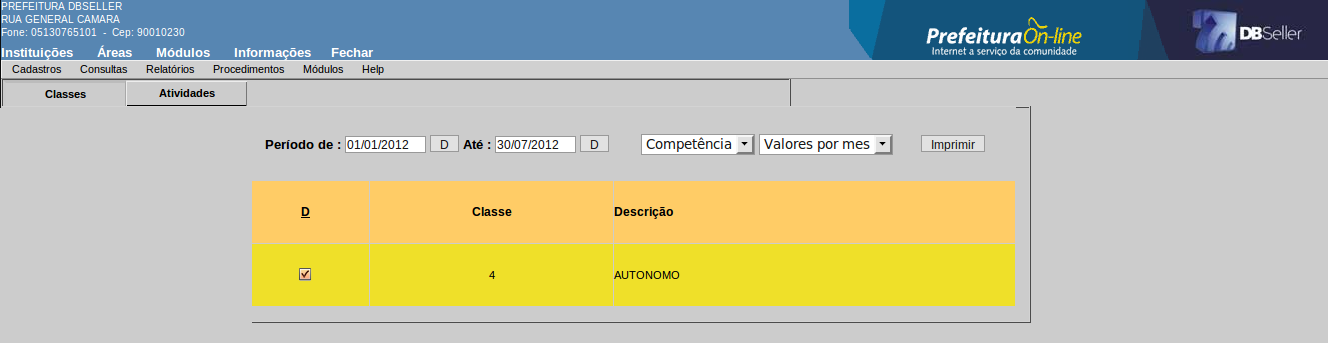 PREFEITURA DBSELLER
RUA GENERAL CAMARA
Fone: 05130765101 - Cep: 90010230
Prefeitura On-line
Internet a serviço da comunidade
DBSeller
Instituições Áreas Módulos Informações Fechar
Cadastros Consultas Relatórios Procedimentos Módulos Help
Classes Atividades
Período de : 01/01/2012 D Até : 30/07/2012 D Competência Valores por mes Imprimir
D Classe Descrição
4 AUTONOMO